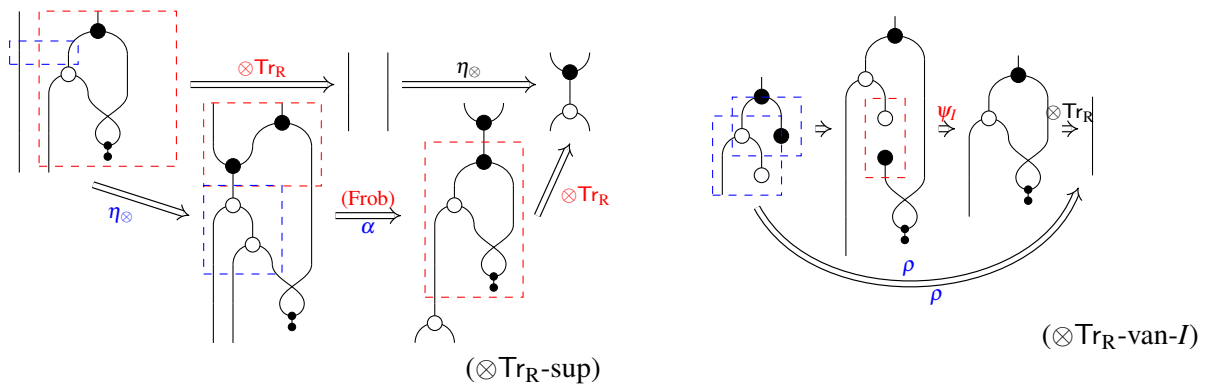 ⊗Tr_R
η_⊗
η_⊗
(Frob)
α
⊗Tr_R
(⊗Tr_R-sup)
ψ_I
⊗Tr_R
ρ
ρ
(⊗Tr_R-van-I)